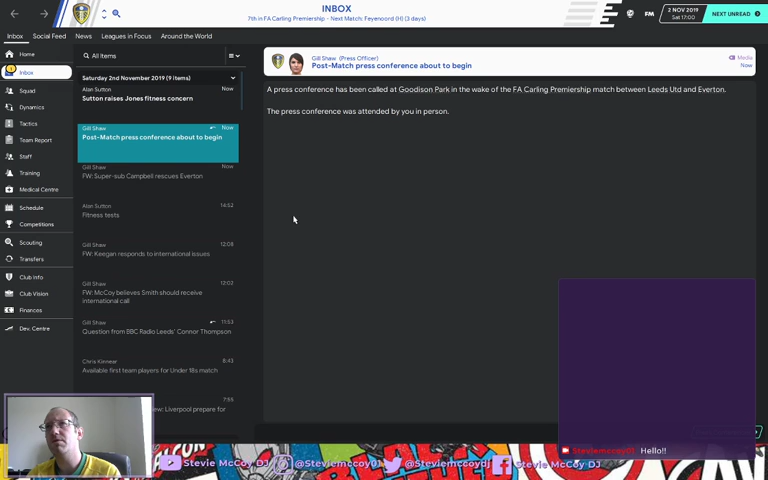 INBOX
7th in FA Carling Premiership - Next Match: Feyenoord (H) (3 days)
FM
2 NOV 2019
Sat 17:00
NEXT UNREAD
Inbox Social Feed News Leagues in Focus Around the World
Home
1
Inbox
Squad
Dynamics
Tactics
Team Report
Staff
Training
Medical Centre
Schedule
Competitions
Scouting
Transfers
Club Info
Club Vision
Finances
Dev. Centre
All Items
Saturday 2nd November 2019 (9 items)
Alan Sutton Now
Sutton raises Jones fitness concern
Gill Shaw Now
Post-Match press conference about to begin
Gill Shaw Now
FW: Super-sub Campbell rescues Everton
Alan Sutton 14:52
Fitness tests
Gill Shaw 12:08
FW: Keegan responds to international issues
Gill Shaw 12:02
FW: McCoy believes Smith should receive
international call
Gill Shaw 11:53
Question from BBC Radio Leeds' Connor Thompson
Chris Kinnear 8:43
Available first team players for Under 18s match
7:55
Liverpool prepare for
Gill Shaw (Press Officer)
Post-Match press conference about to begin
Media
Now
A press conference has been called at Goodison Park in the wake of the FA Carling Premiership match between Leeds Utd and Everton.
The press conference was attended by you in person.
Steviemccoy01 Hello!!
Stevie McCoy DJ @Steviemccoy01 @Steviemccoydj Stevie McCoy DJ